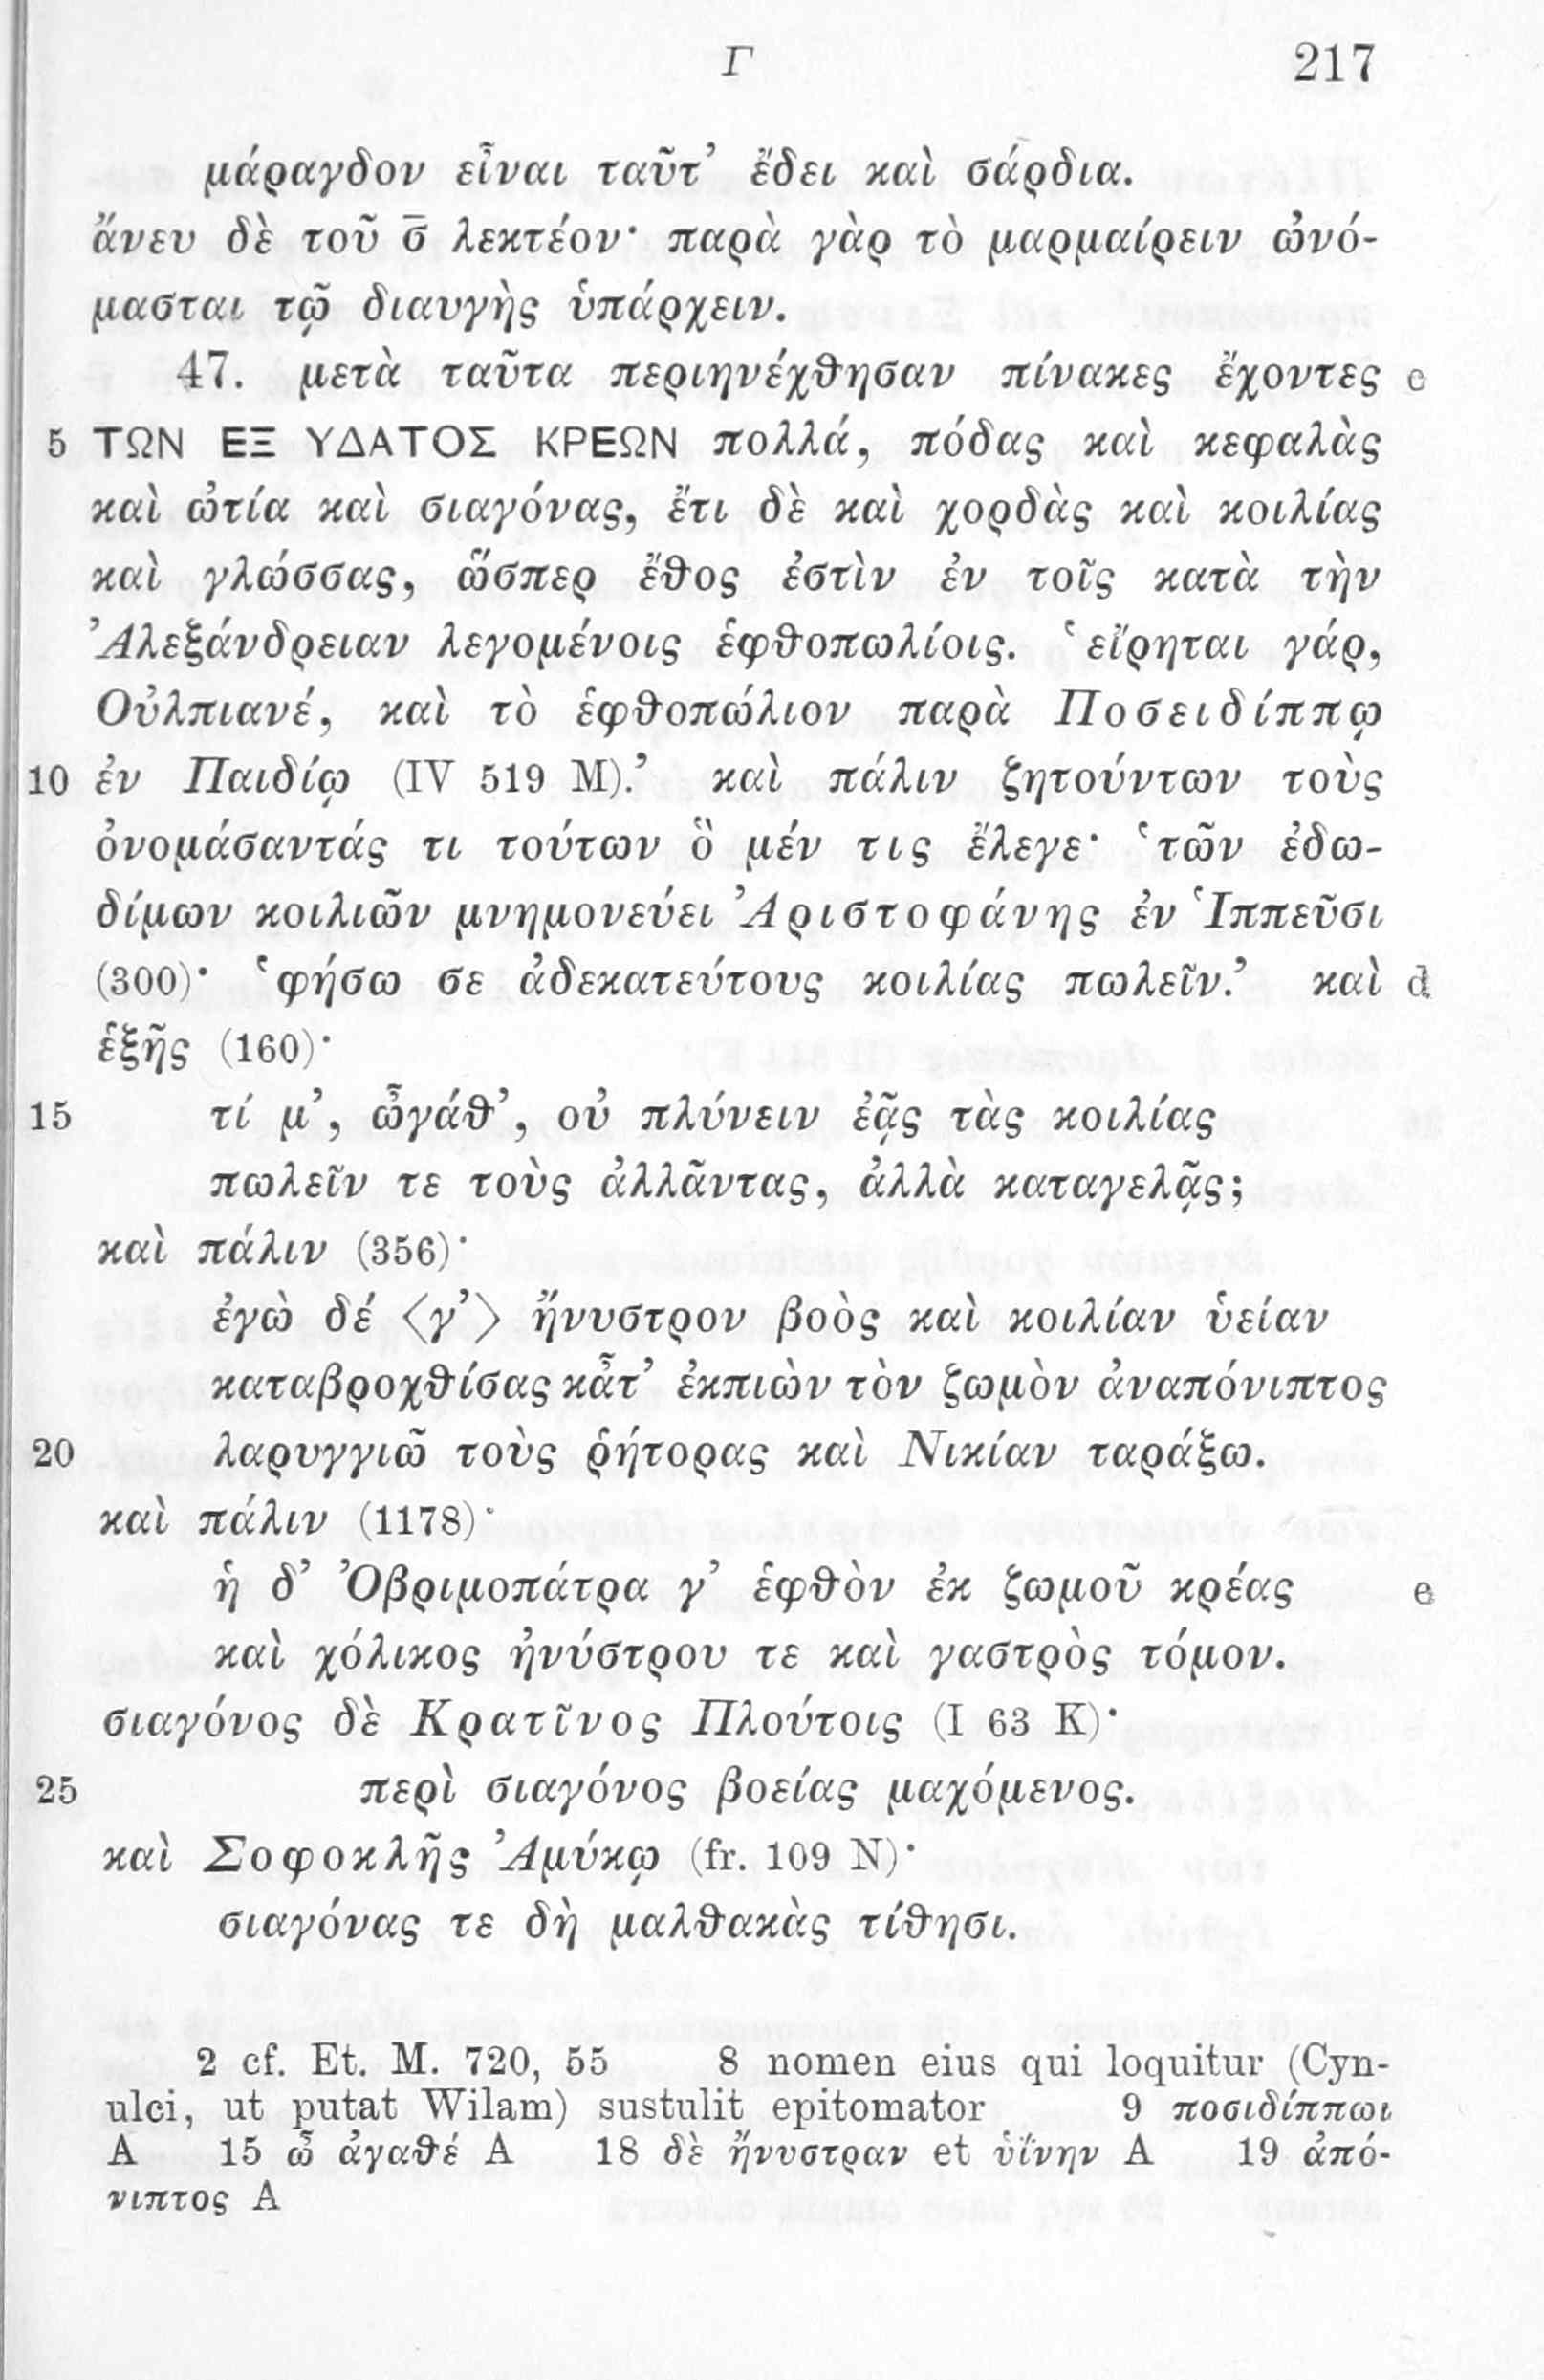 Γ 217
μάραγδον εἶναι ταῦτ’ ἔδει καὶ σάρδια.
ἄνευ δὲ τοῦ σ̄ λεκτέον· παρὰ γὰρ τὸ μαρμαίρειν ὠνό-
μασται τῷ διαυγὴς ὑπάρχειν.
47. μετὰ ταῦτα περιηνέχθησαν πίνακες ἔχοντες c
5 ΤΩΝ ΕΞ ΥΔΑΤΟΣ ΚΡΕΩΝ πολλά, πόδας καὶ κεφαλὰς
καὶ ὠτία καὶ σιαγόνας, ἔτι δὲ καὶ χορδὰς καὶ κοιλίας
καὶ γλώσσας, ὥσπερ ἔθος ἐστὶν ἐν τοῖς κατὰ τὴν
Ἀλεξάνδρειαν λεγομένοις ἑφθοπωλίοις. ‘εἴρηται γάρ,
Οὐλπιανέ, καὶ τὸ ἑφθοπώλιον παρὰ Ποσειδίππῳ
10 ἐν Παιδίῳ (IV 519 M).’ καὶ πάλιν ζητούντων τοὺς
ὀνομάσαντάς τι τούτων ὃ μέν τις ἔλεγε· ‘τῶν ἐδω-
δίμων κοιλιῶν μνημονεύει Ἀριστοφάνης ἐν Ἱππεῦσι
(300)· ‘φήσω σε ἀδεκατεύτους κοιλίας πωλεῖν.’ καὶ d
ἑξῆς (160)·
15 τί μ’, ὦγάθ’, οὐ πλύνειν ἐᾷς τὰς κοιλίας
πωλεῖν τε τοὺς ἀλλᾶντας, ἀλλὰ καταγελᾷς;
καὶ πάλιν (356)·
ἐγὼ δέ ⟨γ’⟩ ἤνυστρον βοὸς καὶ κοιλίαν ὑείαν
καταβροχθίσας κᾆτ’ ἐκπιὼν τὸν ζωμὸν ἀναπόνιπτος
20 λαρυγγιῶ τοὺς ῥήτορας καὶ Νικίαν ταράξω.
καὶ πάλιν (1178)·
ἡ δ’ Ὀβριμοπάτρα γ’ ἑφθὸν ἐκ ζωμοῦ κρέας e
καὶ χόλικος ἠνύστρου τε καὶ γαστρὸς τόμον.
σιαγόνος δὲ Κρατῖνος Πλούτοις (I 63 K)·
25 περὶ σιαγόνος βοείας μαχόμενος.
καὶ Σοφοκλῆς Ἀμύκῳ (fr. 109 N)·
σιαγόνας τε δὴ μαλθακὰς τίθησι.
2 cf. Et. M. 720, 55 8 nomen eius qui loquitur (Cyn-
ulci, ut putat Wilam) sustulit epitomator 9 ποσιδίππωι
A 15 ὦ ἀγαθέ A 18 δὲ ἤνυστραν et ὑΐνην A 19 ἀπό-
νιπτος A